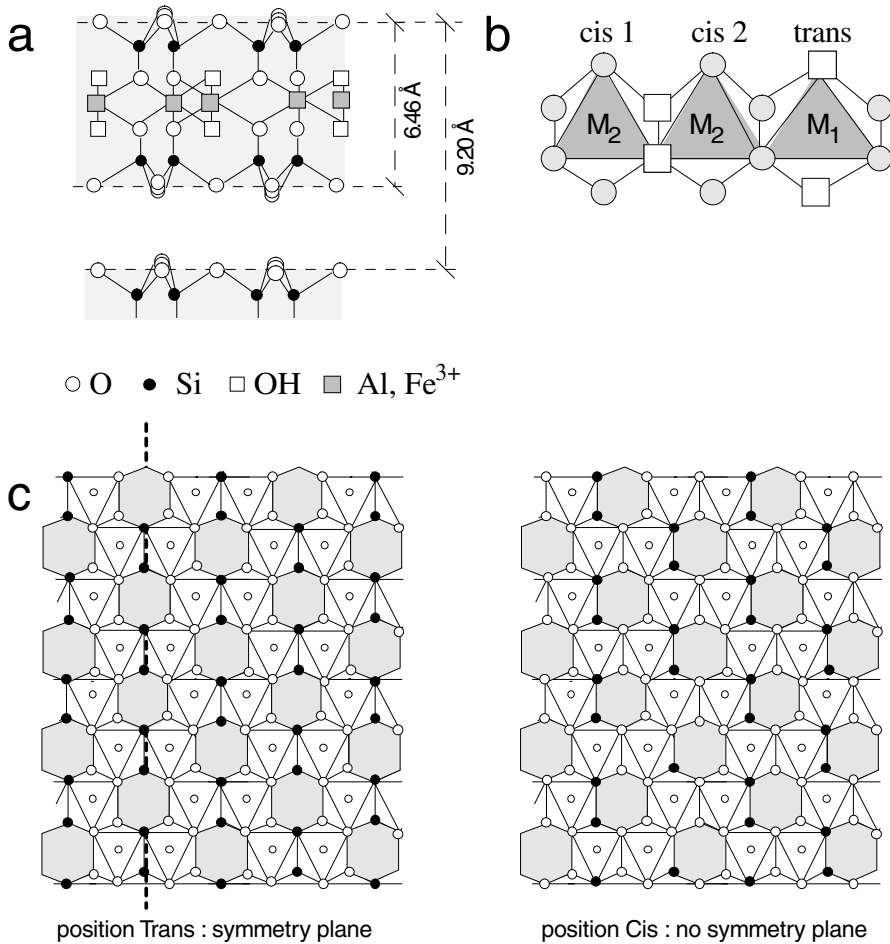 a
6.46 Å
9.20 Å
b
cis 1 cis 2 trans
M₂ M₂ M₁
O Si OH Al, Fe³⁺
c
position Trans : symmetry plane
position Cis : no symmetry plane